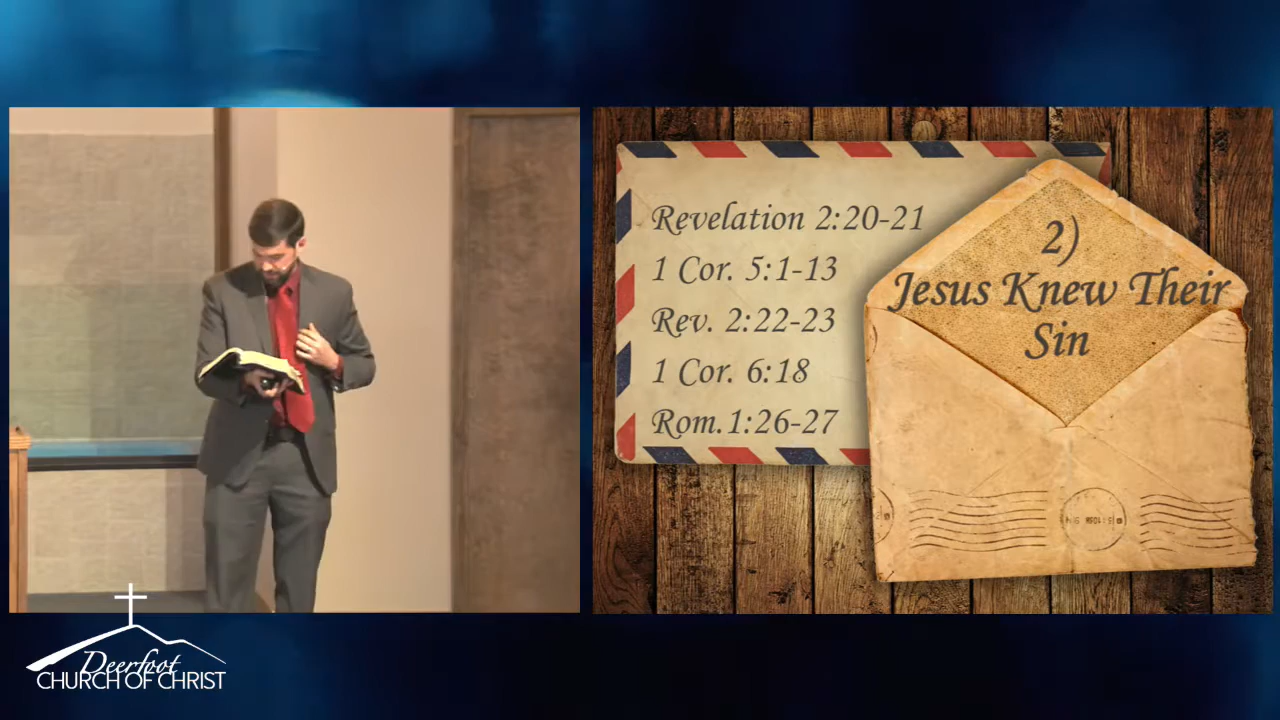 Revelation 2:20-21
1 Cor. 5:1-13
Rev. 2:22-23
1 Cor. 6:18
Rom.1:26-27
2)
Jesus Knew Their
Sin
Deerfoot
CHURCH OF CHRIST